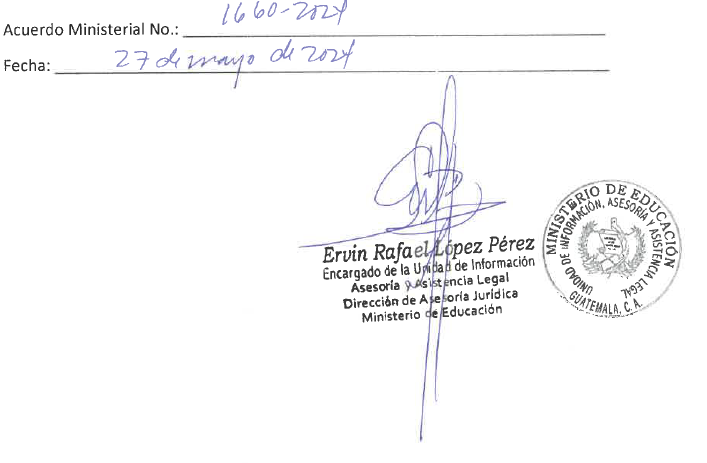 Acuerdo Ministerial No.: 1660-2024
Fecha: 27 de mayo de 2024
Ervin Rafael López Pérez
Encargado de la Unidad de Información
Asesoría y Asistencia Legal
Dirección de Asesoría Jurídica
Ministerio de Educación
MINISTERIO DE EDUCACIÓN
UNIDAD DE INFORMACIÓN, ASESORÍA Y ASISTENCIA LEGAL
GUATEMALA, C. A.